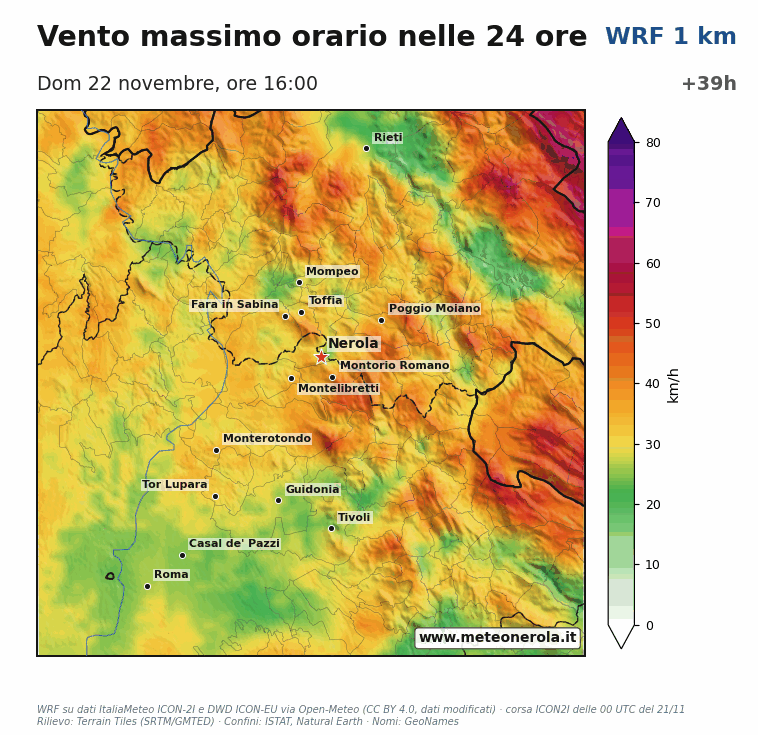 Vento massimo orario nelle 24 ore
WRF 1 km
Dom 22 novembre, ore 16:00
+39h
Rieti
Mompeo
Fara in Sabina
Toffia
Poggio Moiano
Nerola
Montorio Romano
Montelibretti
Monterotondo
Tor Lupara
Guidonia
Tivoli
Casal de' Pazzi
Roma
www.meteonerola.it
80
70
60
50
40
30
20
10
0
km/h
WRF su dati ItaliaMeteo ICON-2I e DWD ICON-EU via Open-Meteo (CC BY 4.0, dati modificati) · corsa ICON2I delle 00 UTC del 21/11
Rilievo: Terrain Tiles (SRTM/GMTED) · Confini: ISTAT, Natural Earth · Nomi: GeoNames